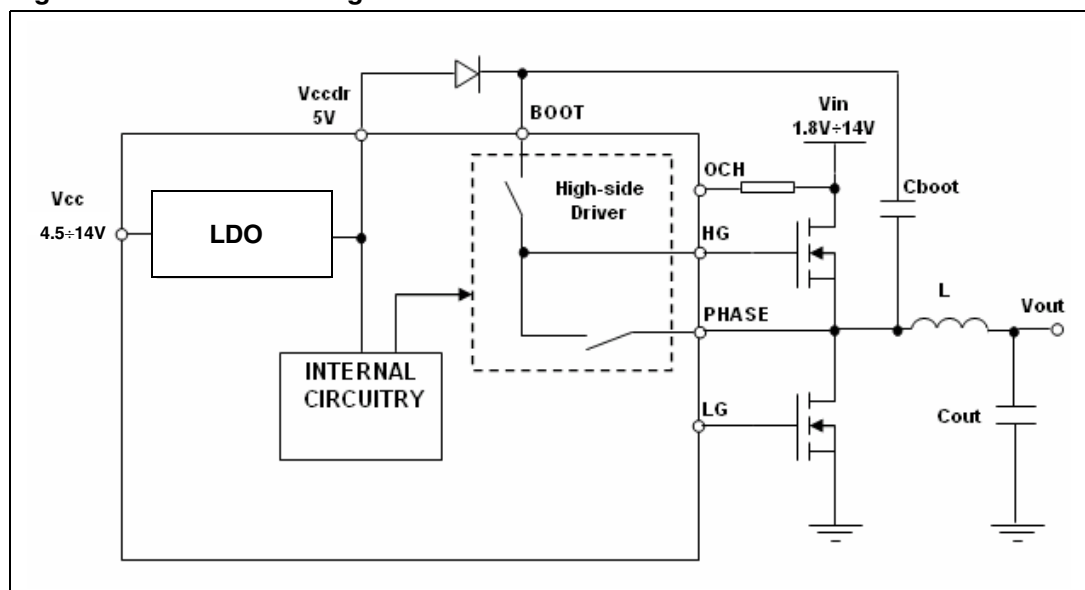 Vccdr
5V
BOOT
Vin
1.8V÷14V
OCH
Cboot
High-side
Driver
Vcc
4.5÷14V
LDO
HG
L
Vout
PHASE
INTERNAL
CIRCUITRY
LG
Cout